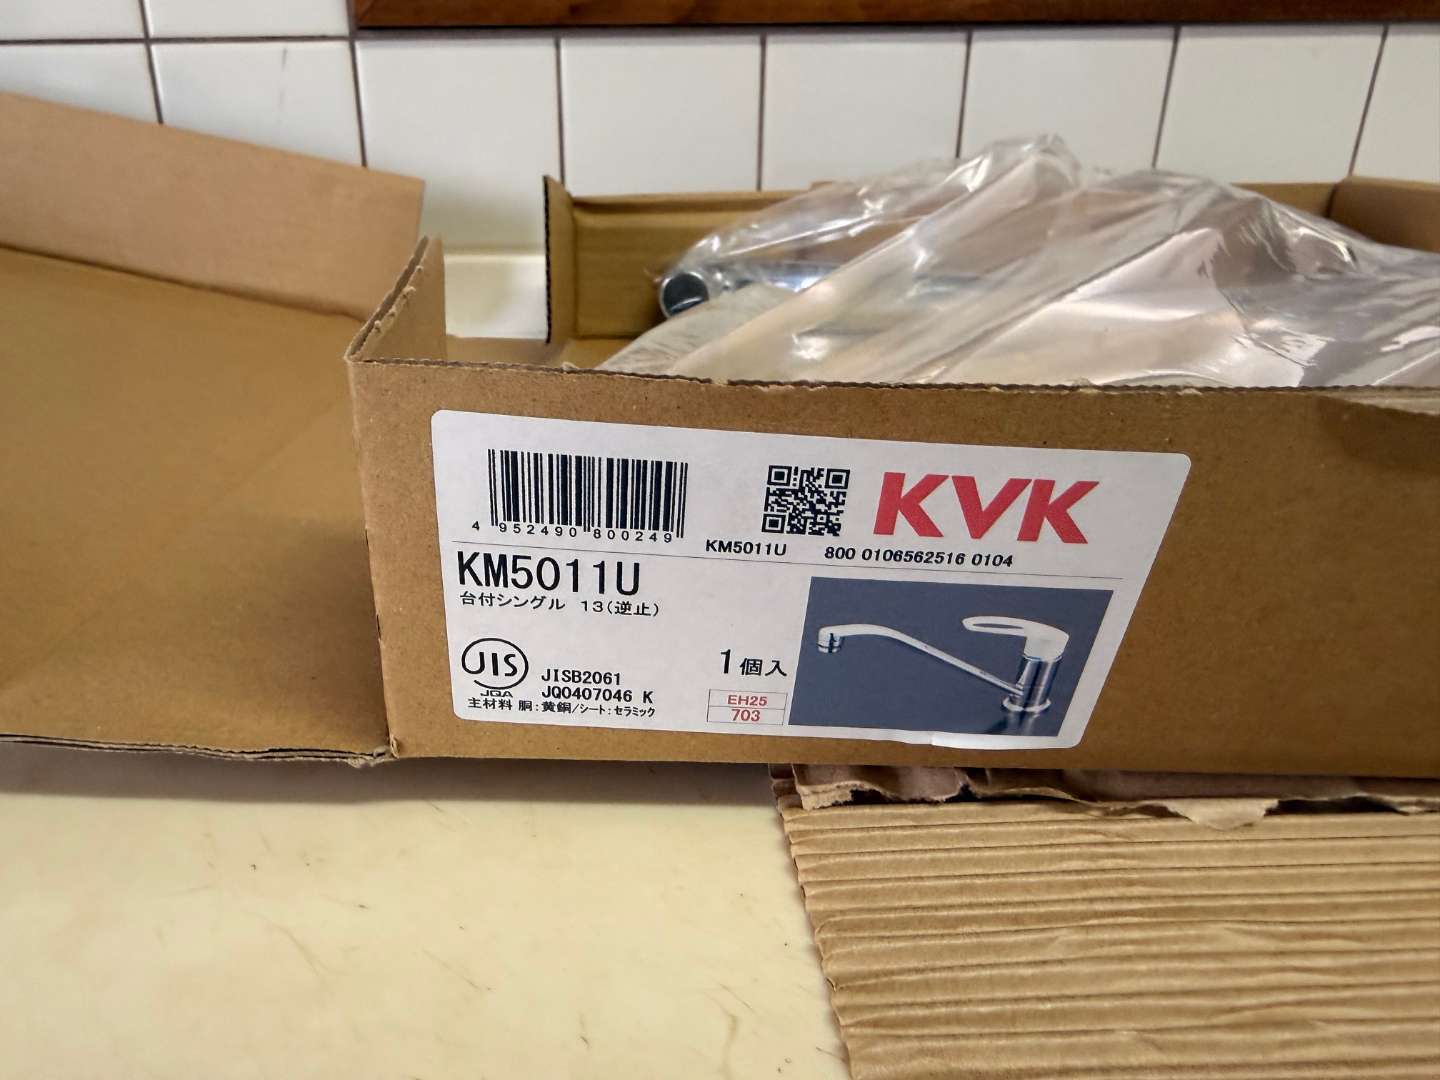 KVK
4 952490 800249
KM5011U 800 0106562516 0104
KM5011U
台付シングル 13(逆止)
JIS
JQA
JISB2061
JQ0407046 K
主材料 胴:黄銅/シート:セラミック
1個入
EH25
703